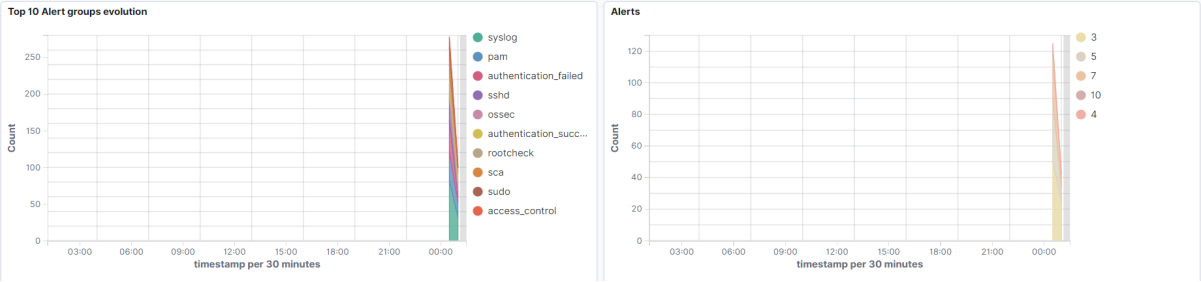 Top 10 Alert groups evolution
Count
250
200
150
100
50
0
03:00 06:00 09:00 12:00 15:00 18:00 21:00 00:00
timestamp per 30 minutes
syslog
pam
authentication_failed
sshd
ossec
authentication_succ...
rootcheck
sca
sudo
access_control
Alerts
Count
120
100
80
60
40
20
0
03:00 06:00 09:00 12:00 15:00 18:00 21:00 00:00
timestamp per 30 minutes
3
5
7
10
4